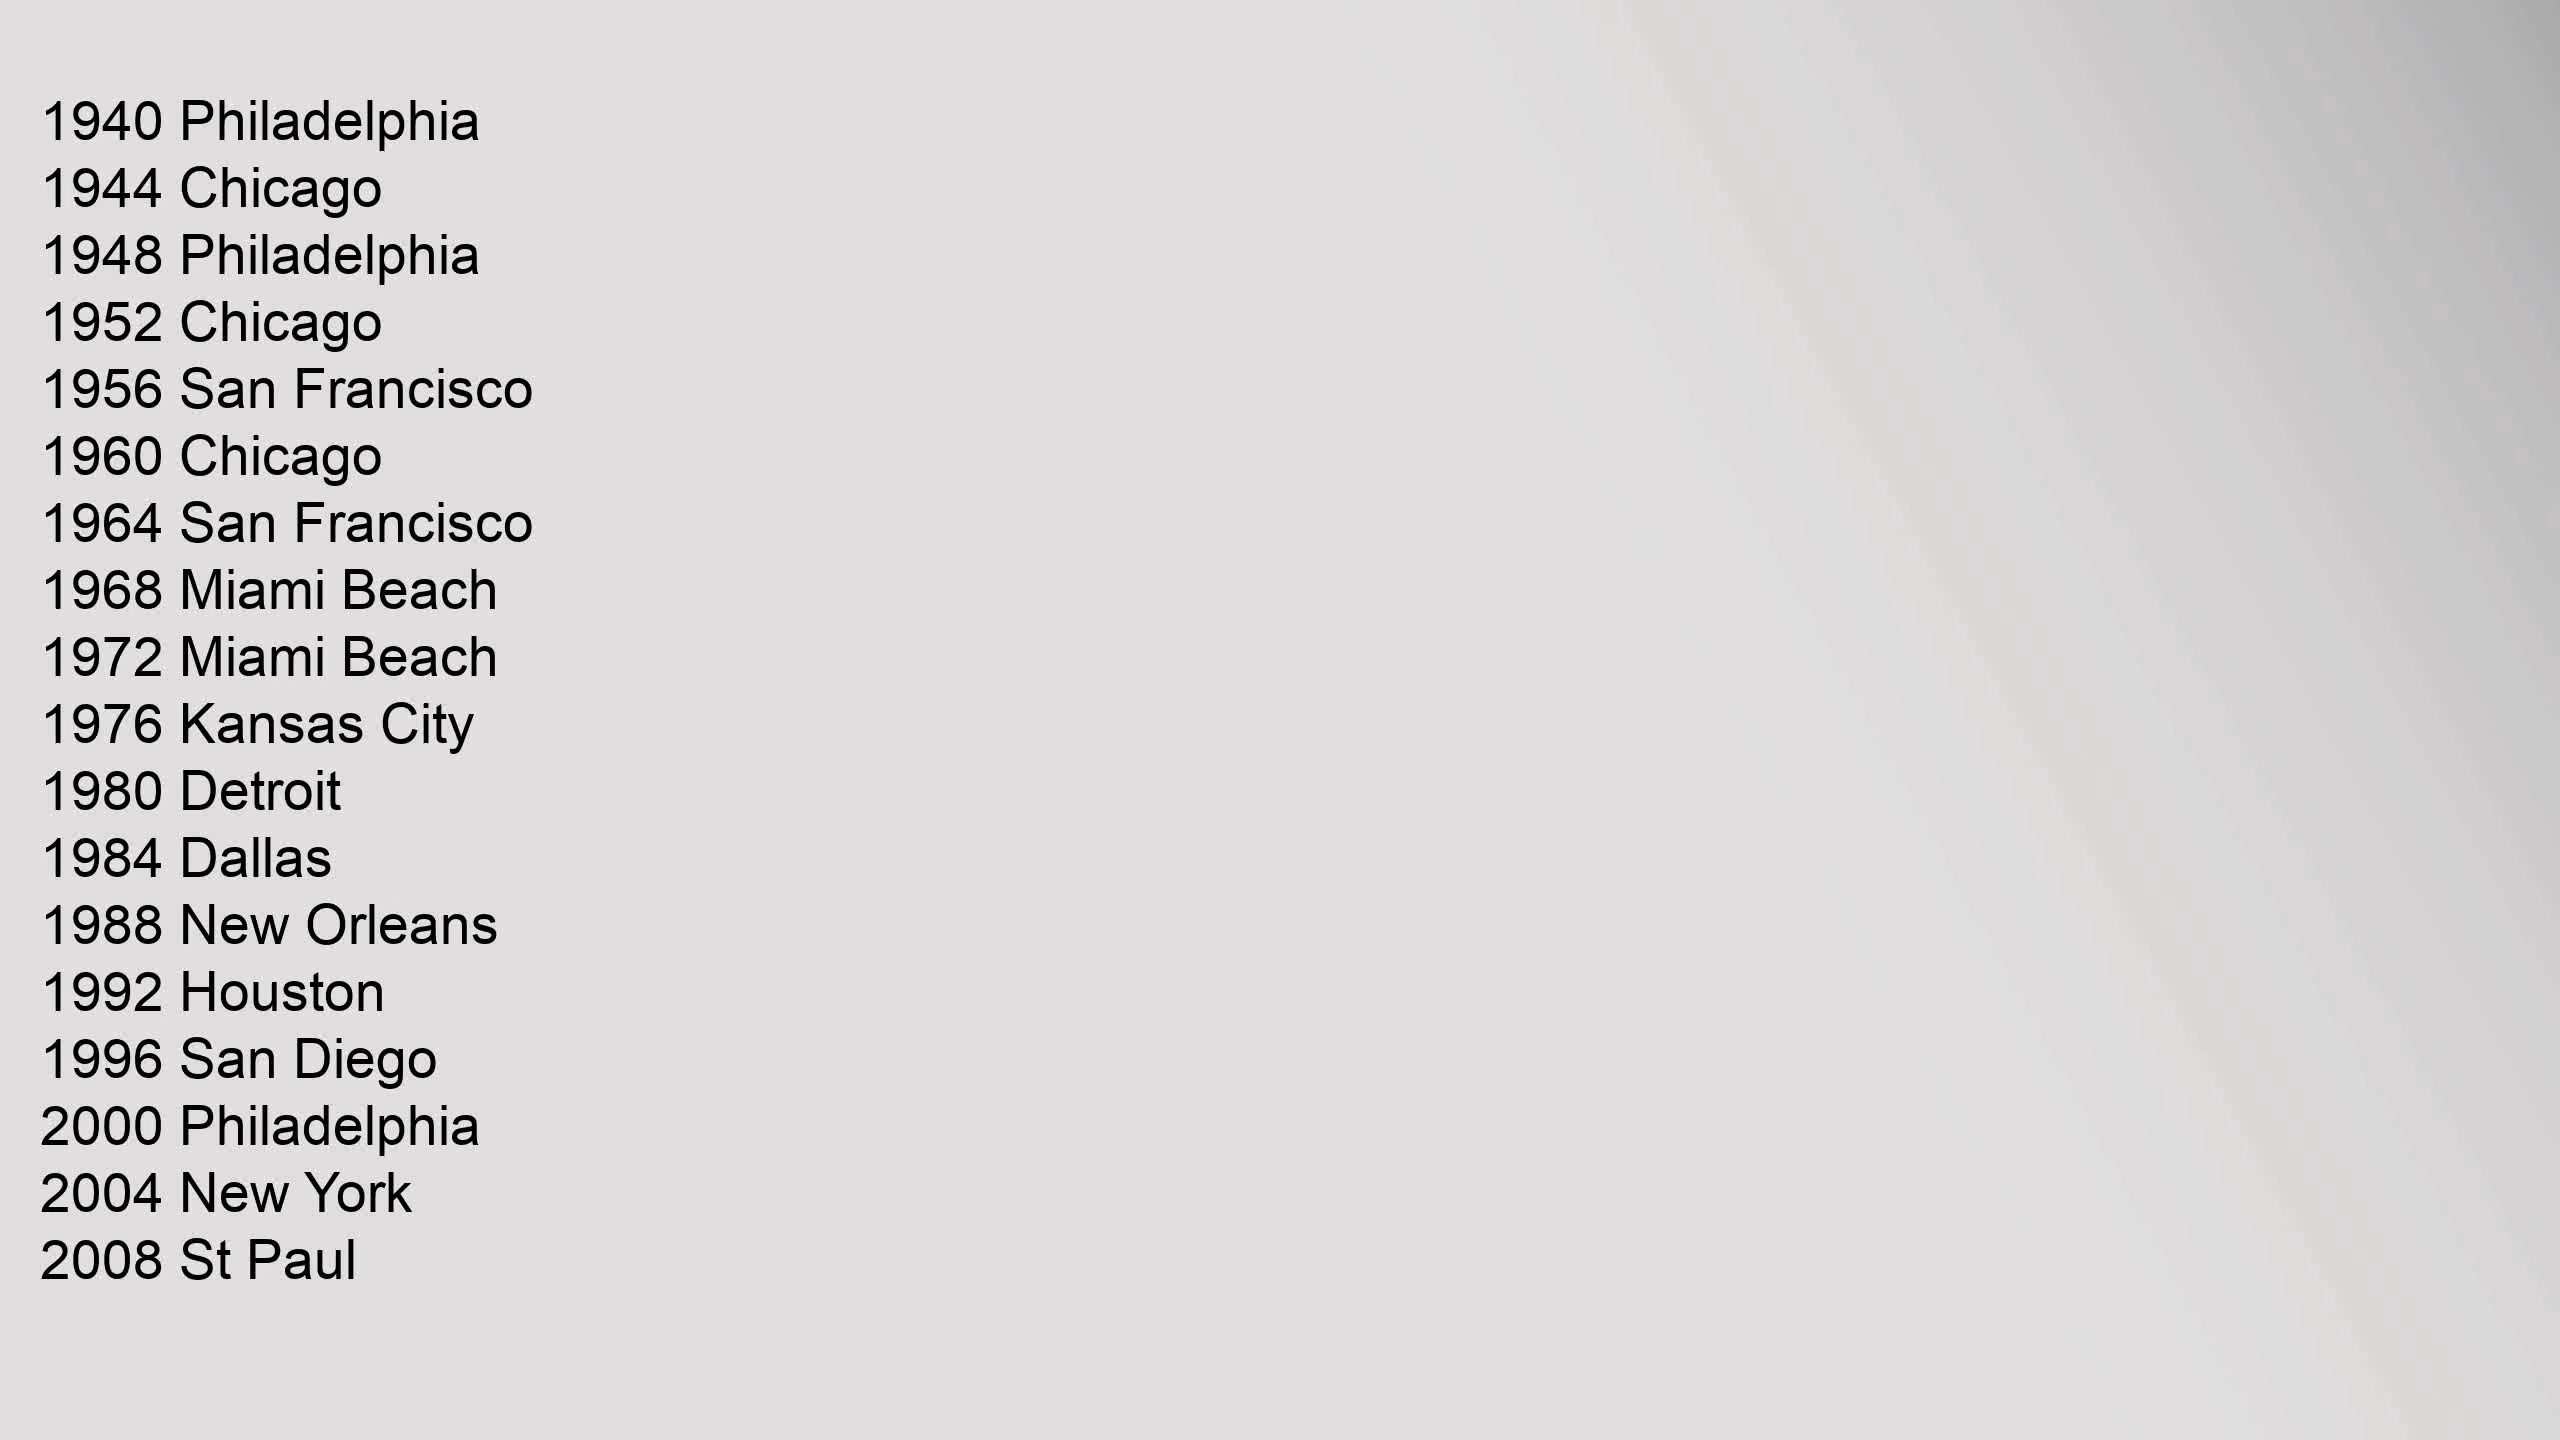 1940 Philadelphia
1944 Chicago
1948 Philadelphia
1952 Chicago
1956 San Francisco
1960 Chicago
1964 San Francisco
1968 Miami Beach
1972 Miami Beach
1976 Kansas City
1980 Detroit
1984 Dallas
1988 New Orleans
1992 Houston
1996 San Diego
2000 Philadelphia
2004 New York
2008 St Paul